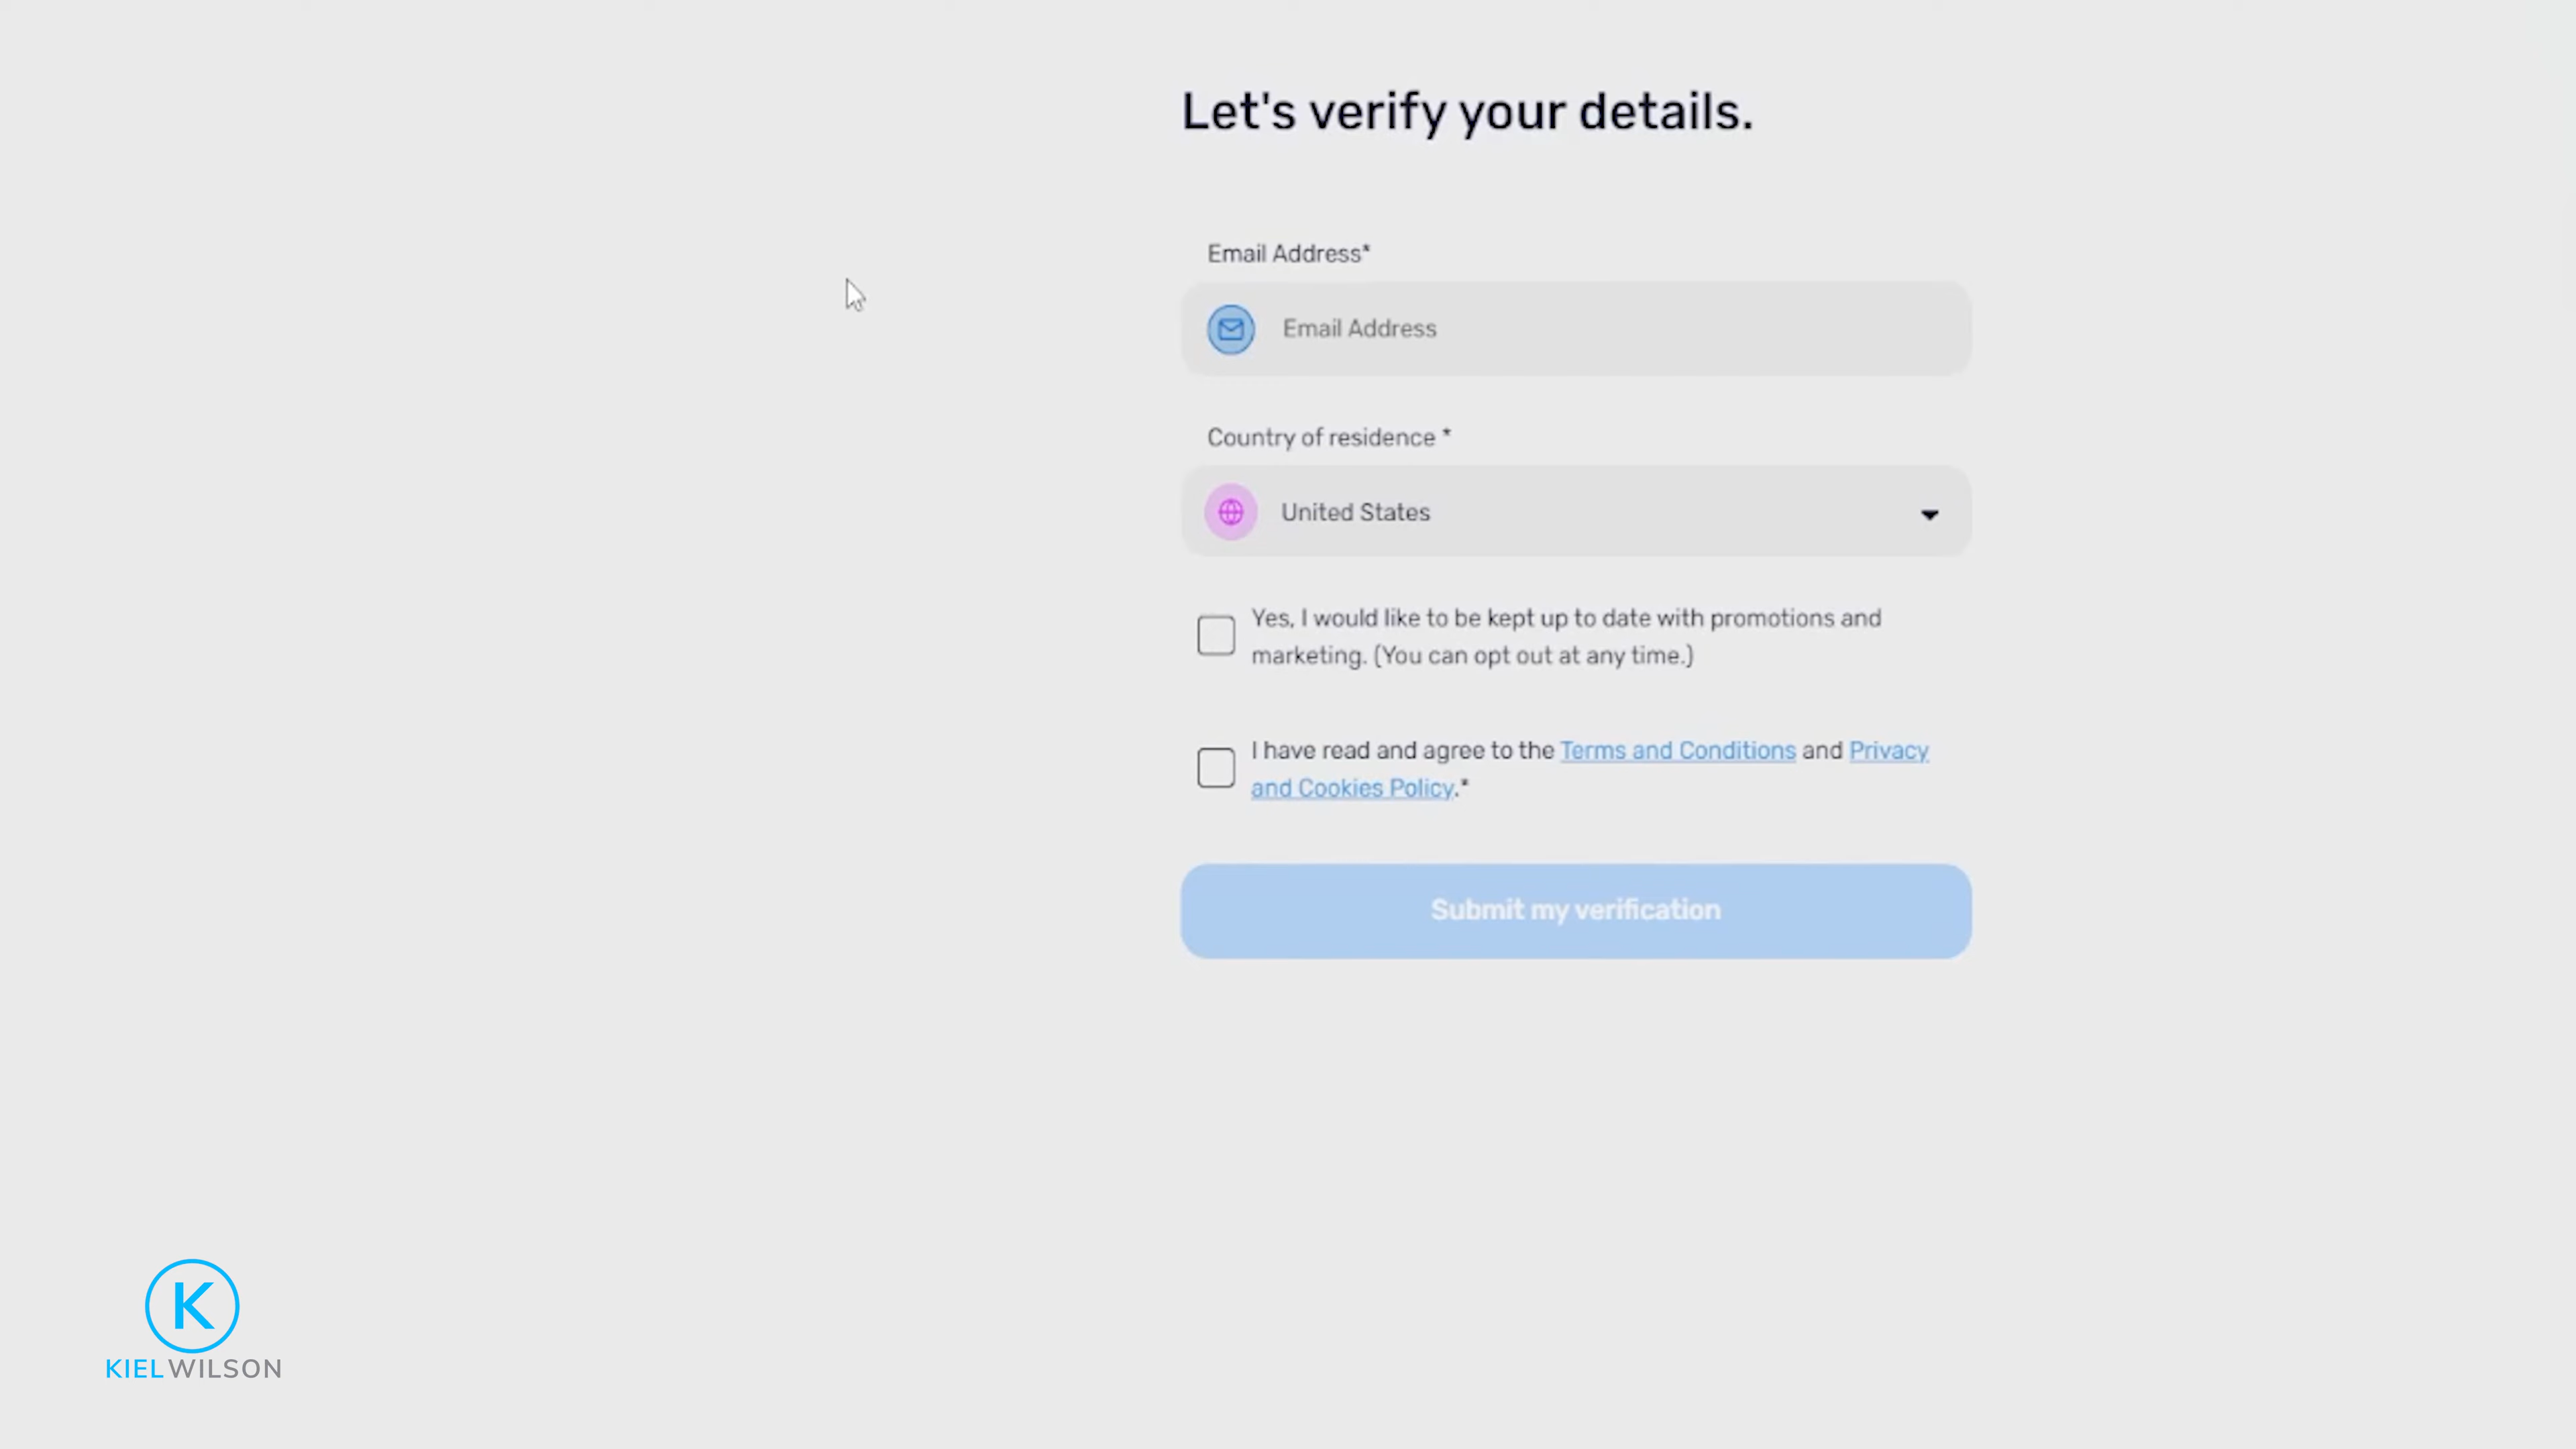 Let's verify your details.
Email Address*
Email Address
Country of residence *
United States
Yes, I would like to be kept up to date with promotions and
marketing. (You can opt out at any time.)
I have read and agree to the Terms and Conditions and Privacy
and Cookies Policy.*
Submit my verification
K
KIEL WILSON